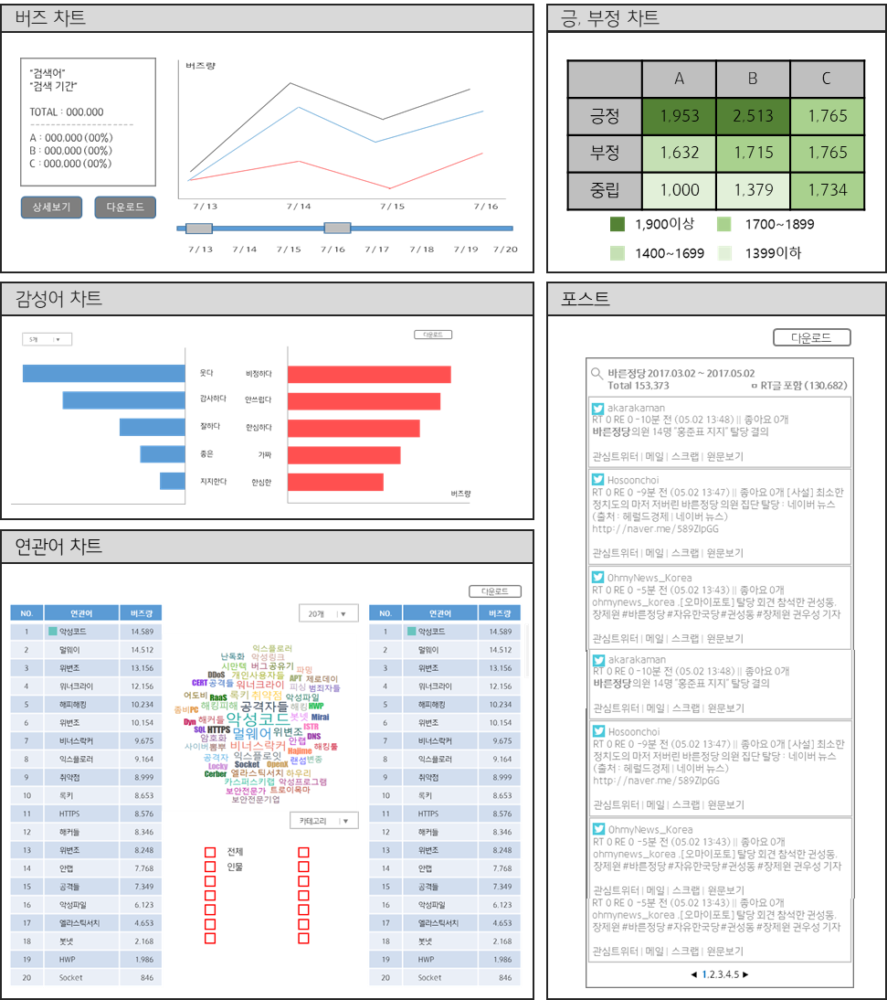 버즈 차트
"검색어"
"검색 기간"
TOTAL : 000.000
A : 000.000 (00%)
B : 000.000 (00%)
C : 000.000 (00%)
상세보기 다운로드
버즈량
7/13 7/14 7/15 7/16
7/13 7/14 7/15 7/16 7/17 7/18 7/19 7/20
긍, 부정 차트
A B C
긍정 1,953 2,513 1,765
부정 1,632 1,715 1,765
중립 1,000 1,379 1,734
1,900이상 1700~1899
1400~1699 1399이하
감성어 차트
5개 ▼
다운로드
웃다 비정하다
감사하다 안쓰럽다
잘하다 한심하다
좋은 가짜
지지한다 한심한
버즈량
연관어 차트
다운로드
NO. 연관어 버즈량
1 악성코드 14.589
2 멀웨이 14.512
3 위변조 13.156
4 워너크라이 12.156
5 해피해킹 10.234
6 위변조 10.154
7 비너스락커 9.675
8 익스플로러 9.164
9 취약점 8.999
10 록키 8.653
11 HTTPS 8.576
12 해커들 8.346
13 위변조 8.248
14 안랩 7.768
15 공격들 7.349
16 악성파일 6.123
17 엘라스틱서치 4.653
18 봇넷 2.168
19 HWP 1.986
20 Socket 846
20개 ▼
익스플로러
난독화 악성링크
시만텍 버그공유기 파밍
DDoS 개인사용자들 APT 제로데이
CERT 공격들 워너크라이 피싱 범죄자들
어도비 RaaS 록키 취약점 악성파일
좀비PC 해킹피해 공격자들 해킹 HWP
Dyn 해커들 악성코드 봇넷 Mirai
SQL HTTPS 멀웨어 위변조 ISTR
암호화 DNS
사이버 뽐뿌 비너스락커 안랩 해킹툴
Hajime
공격자 익스플로잇 랜섬 변종
Locky Socket OpenX
Cerber 엘라스틱서치 하우리
카스퍼스키랩 악성프로그램
보안전문가 트로이목마
보안전문기업
카테고리 ▼
전체
인물
NO. 연관어 버즈량
1 악성코드 14.589
2 멀웨이 14.512
3 위변조 13.156
4 워너크라이 12.156
5 해피해킹 10.234
6 위변조 10.154
7 비너스락커 9.675
8 익스플로러 9.164
9 취약점 8.999
10 록키 8.653
11 HTTPS 8.576
12 해커들 8.346
13 위변조 8.248
14 안랩 7.768
15 공격들 7.349
16 악성파일 6.123
17 엘라스틱서치 4.653
18 봇넷 2.168
19 HWP 1.986
20 Socket 846
포스트
다운로드
바른정당 2017.03.02 ~ 2017.05.02
Total 153,373 ㅁ RT글 포함 (130,682)
akarakaman
RT 0 RE 0 -10분 전 (05.02 13:48) || 좋아요 0개
바른정당의원 14명 "홍준표 지지" 탈당 결의
관심트위터 | 메일 | 스크랩 | 원문보기
Hosoonchoi
RT 0 RE 0 -9분 전 (05.02 13:47) || 좋아요 0개 [사설] 최소한
정치도의 마저 저버린 바른정당 의원 집단 탈당 : 네이버 뉴스
(출처 : 헤럴드경제 | 네이버 뉴스)
http://naver.me/589ZIpGG
관심트위터 | 메일 | 스크랩 | 원문보기
OhmyNews_Korea
RT 0 RE 0 -5분 전 (05.02 13:43) || 좋아요 0개
ohmynews_korea .[오마이포토] 탈당 회견 참석한 권성동.
장제원 #바른정당 #자유한국당 #권성동 #장제원 권우성 기자
관심트위터 | 메일 | 스크랩 | 원문보기
akarakaman
RT 0 RE 0 -10분 전 (05.02 13:48) || 좋아요 0개
바른정당의원 14명 "홍준표 지지" 탈당 결의
관심트위터 | 메일 | 스크랩 | 원문보기
Hosoonchoi
RT 0 RE 0 -9분 전 (05.02 13:47) || 좋아요 0개 [사설] 최소한
정치도의 마저 저버린 바른정당 의원 집단 탈당 : 네이버 뉴스
(출처 : 헤럴드경제 | 네이버 뉴스)
http://naver.me/589ZIpGG
관심트위터 | 메일 | 스크랩 | 원문보기
OhmyNews_Korea
RT 0 RE 0 -5분 전 (05.02 13:43) || 좋아요 0개
ohmynews_korea .[오마이포토] 탈당 회견 참석한 권성동.
장제원 #바른정당 #자유한국당 #권성동 #장제원 권우성 기자
관심트위터 | 메일 | 스크랩 | 원문보기
RT 0 RE 0 -5분 전 (05.02 13:43) || 좋아요 0개
ohmynews_korea .[오마이포토] 탈당 회견 참석한 권성동.
장제원 #바른정당 #자유한국당 #권성동 #장제원 권우성 기자
관심트위터 | 메일 | 스크랩 | 원문보기
◀ 1.2.3.4.5 ▶